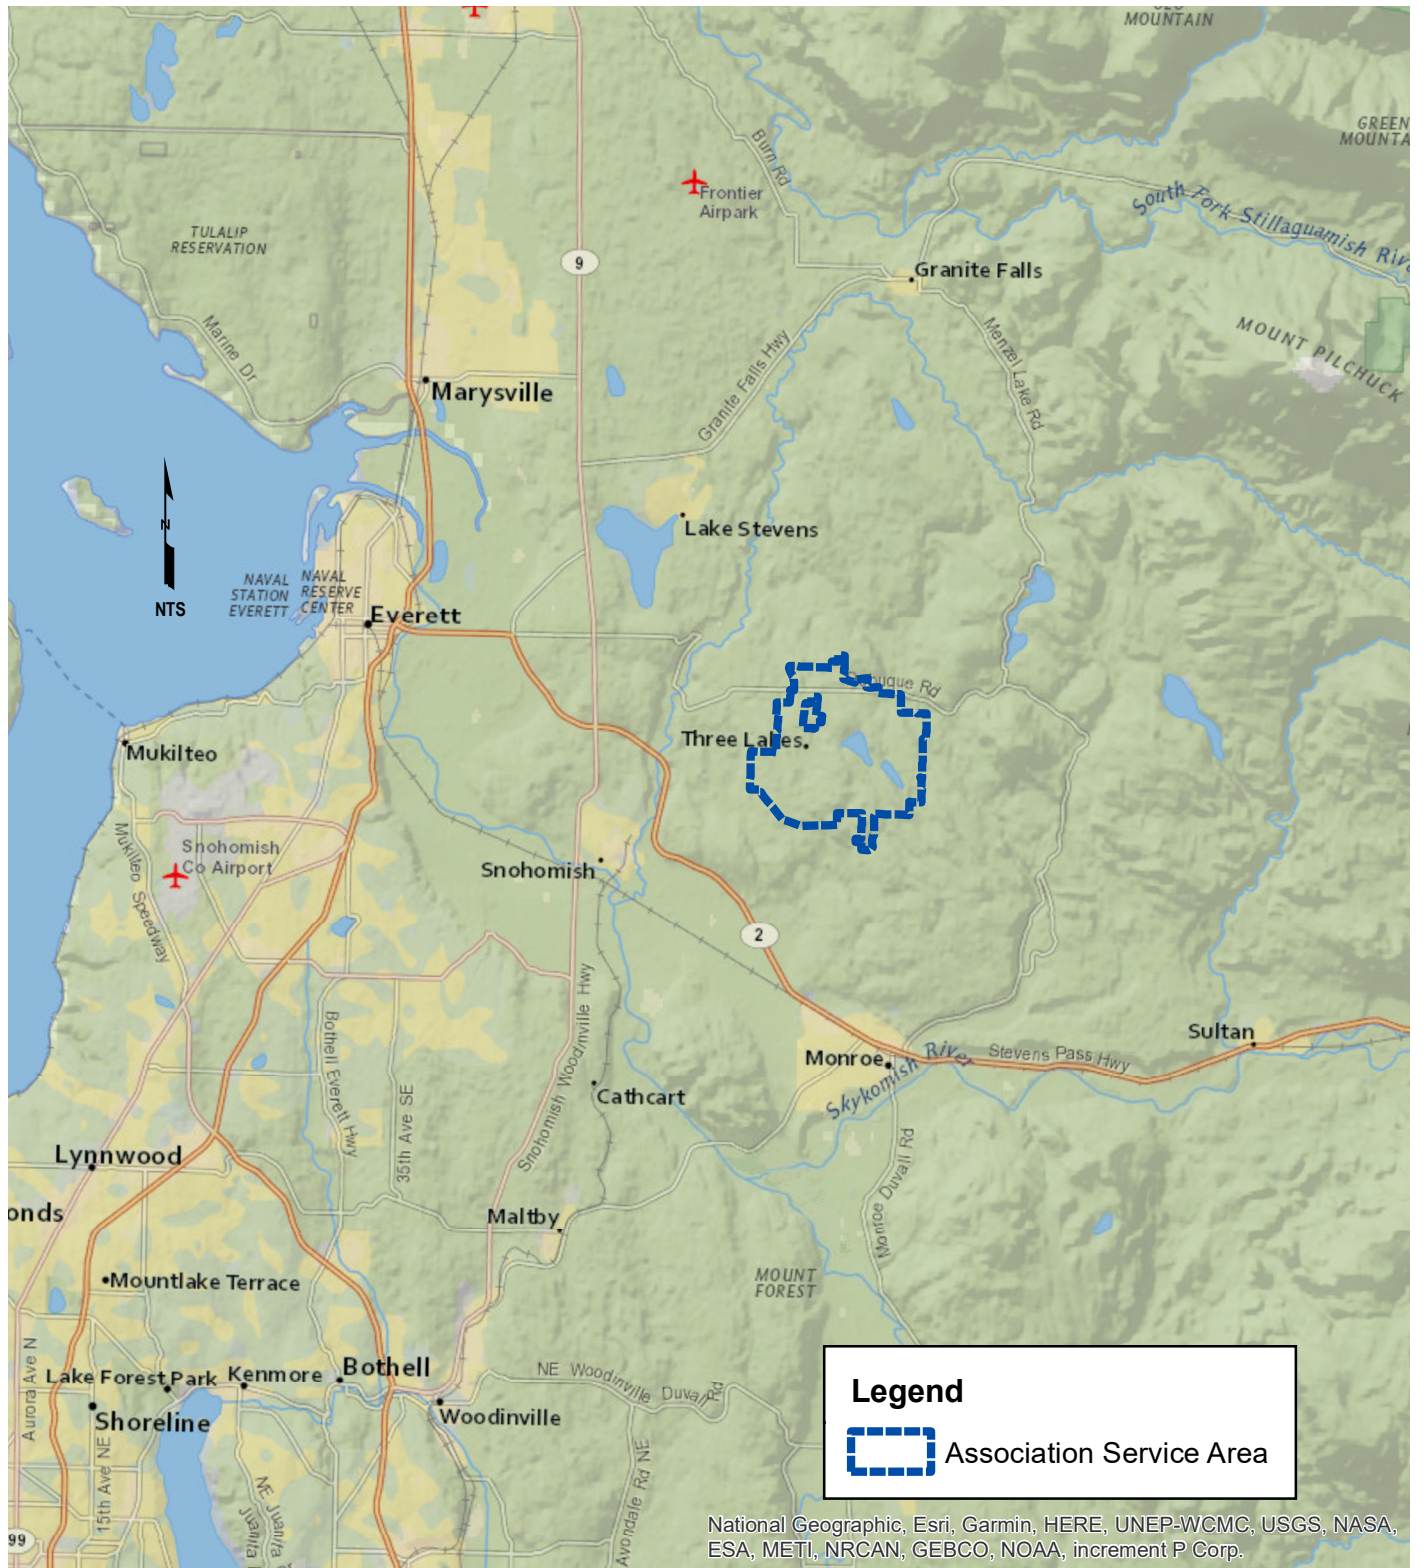 MOUNTAIN
GREEN
Burn Rd
Frontier
Airpark
South Fork Stillaguamish
TULALIP
RESERVATION
9
Granite Falls
MOUNT PILCHUCK
Marine Dr
Granite Falls Hwy
Menzel Lake Rd
Marysville
N
NTS
Lake Stevens
NAVAL
STATION
EVERETT
NAVAL
RESERVE
CENTER
Everett
Rd
Three Lakes
Mukilteo
Mukilteo Speedway
Snohomish
Co Airport
Snohomish
2
Snohomish Woodinville Hwy
Bothell Everett Hwy
35th Ave SE
Sultan
Monroe
Skykomish River
Stevens Pass Hwy
Cathcart
Monroe Duvall Rd
Lynnwood
onds
Maltby
Mountlake Terrace
MOUNT
FOREST
Aurora Ave N
Lake Forest Park
Kenmore
Bothell
NE Woodinville Duvall Rd
Shoreline
Woodinville
15th Ave NE
NE Juanita
Juanita
Avondale Rd NE
99
Legend
Association Service Area
National Geographic, Esri, Garmin, HERE, UNEP-WCMC, USGS, NASA,
ESA, METI, NRCAN, GEBCO, NOAA, increment P Corp.